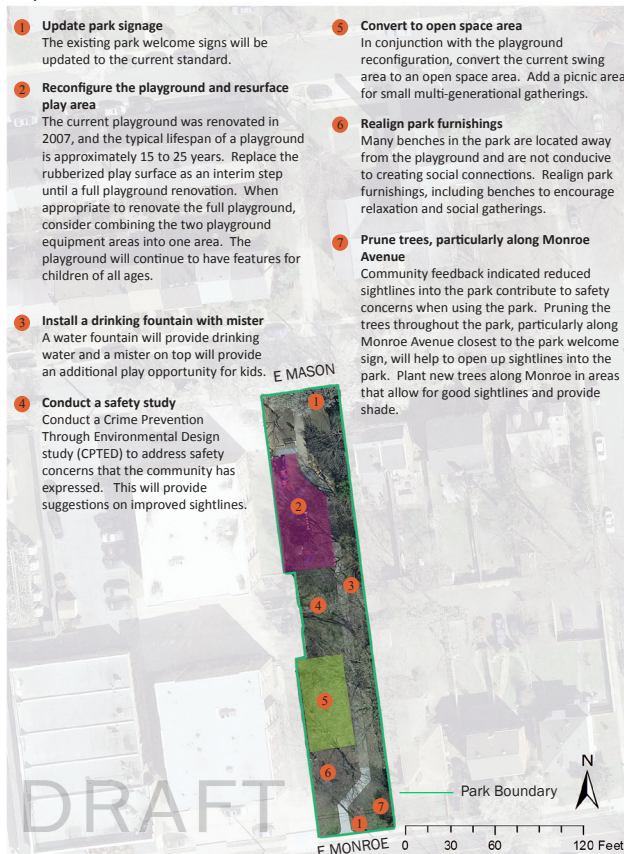 1 Update park signage
The existing park welcome signs will be
updated to the current standard.
2 Reconfigure the playground and resurface
play area
The current playground was renovated in
2007, and the typical lifespan of a playground
is approximately 15 to 25 years. Replace the
rubberized play surface as an interim step
until a full playground renovation. When
appropriate to renovate the full playground,
consider combining the two playground
equipment areas into one area. The
playground will continue to have features for
children of all ages.
3 Install a drinking fountain with mister
A water fountain will provide drinking
water and a mister on top will provide
an additional play opportunity for kids.
4 Conduct a safety study
Conduct a Crime Prevention
Through Environmental Design
study (CPTED) to address safety
concerns that the community has
expressed. This will provide
suggestions on improved sightlines.
5 Convert to open space area
In conjunction with the playground
reconfiguration, convert the current swing
area to an open space area. Add a picnic area
for small multi-generational gatherings.
6 Realign park furnishings
Many benches in the park are located away
from the playground and are not conducive
to creating social connections. Realign park
furnishings, including benches to encourage
relaxation and social gatherings.
7 Prune trees, particularly along Monroe
Avenue
Community feedback indicated reduced
sightlines into the park contribute to safety
concerns when using the park. Pruning the
trees throughout the park, particularly along
Monroe Avenue closest to the park welcome
sign, will help to open up sightlines into the
park. Plant new trees along Monroe in areas
that allow for good sightlines and provide
shade.
E MASON
1
2
3
4
5
6
7
1
E MONROE
DRAFT
Park Boundary
N
0 30 60 120 Feet